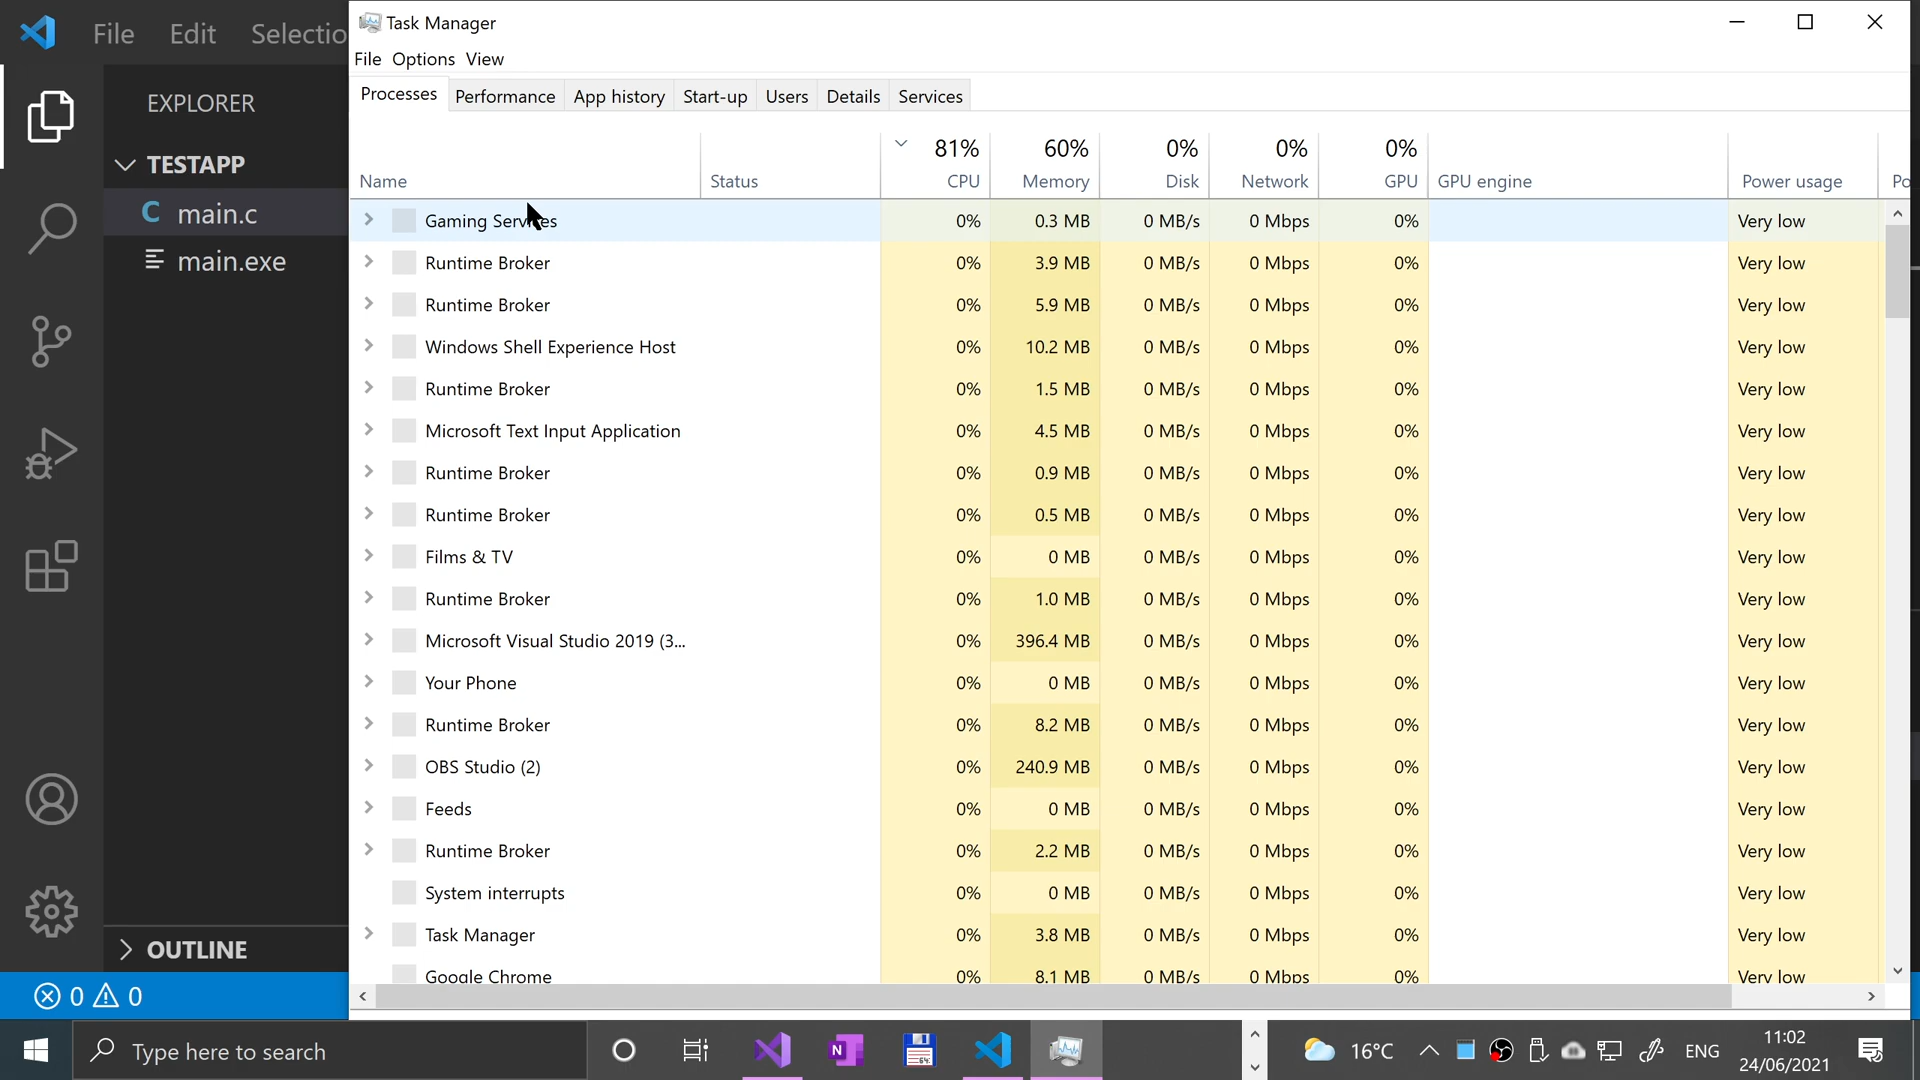 File Edit Selectio
EXPLORER
TESTAPP
C main.c
main.exe
OUTLINE
0 0
Task Manager
File Options View
Processes Performance App history Start-up Users Details Services
81% 60% 0% 0% 0%
Name Status CPU Memory Disk Network GPU GPU engine Power usage Po
Gaming Services 0% 0.3 MB 0 MB/s 0 Mbps 0% Very low
Runtime Broker 0% 3.9 MB 0 MB/s 0 Mbps 0% Very low
Runtime Broker 0% 5.9 MB 0 MB/s 0 Mbps 0% Very low
Windows Shell Experience Host 0% 10.2 MB 0 MB/s 0 Mbps 0% Very low
Runtime Broker 0% 1.5 MB 0 MB/s 0 Mbps 0% Very low
Microsoft Text Input Application 0% 4.5 MB 0 MB/s 0 Mbps 0% Very low
Runtime Broker 0% 0.9 MB 0 MB/s 0 Mbps 0% Very low
Runtime Broker 0% 0.5 MB 0 MB/s 0 Mbps 0% Very low
Films & TV 0% 0 MB 0 MB/s 0 Mbps 0% Very low
Runtime Broker 0% 1.0 MB 0 MB/s 0 Mbps 0% Very low
Microsoft Visual Studio 2019 (3... 0% 396.4 MB 0 MB/s 0 Mbps 0% Very low
Your Phone 0% 0 MB 0 MB/s 0 Mbps 0% Very low
Runtime Broker 0% 8.2 MB 0 MB/s 0 Mbps 0% Very low
OBS Studio (2) 0% 240.9 MB 0 MB/s 0 Mbps 0% Very low
Feeds 0% 0 MB 0 MB/s 0 Mbps 0% Very low
Runtime Broker 0% 2.2 MB 0 MB/s 0 Mbps 0% Very low
System interrupts 0% 0 MB 0 MB/s 0 Mbps 0% Very low
Task Manager 0% 3.8 MB 0 MB/s 0 Mbps 0% Very low
Google Chrome 0% 8.1 MB 0 MB/s 0 Mbps 0% Very low
Type here to search
N
64
16°C
ENG
11:02
24/06/2021